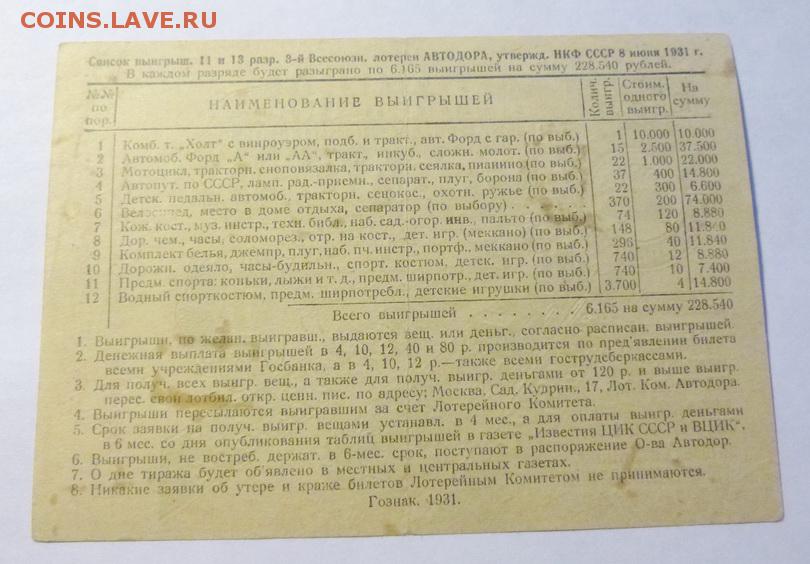 COINS.LAVE.RU
Список выигрыш. 11 и 13 разр. 3-й Всесоюзн. лотереи АВТОДОРА, утвержд. НКФ СССР 8 июня 1931 г.
В каждом разряде будет разыграно по 6.165 выигрышей на сумму 228.540 рублей.
№№ по пор. НАИМЕНОВАНИЕ ВЫИГРЫШЕЙ Колич. выигр. Стоим. одного выигр. На сумму
1 Комб. т. „Холт“ с виндроуэром, подб. и тракт., авт. Форд с гар. (по выб.) 1 10.000 10.000
2 Автомоб. Форд „А“ или „АА“, тракт., инкуб., сложн. молот. (по выб.) 15 2.500 37.500
3 Мотоцикл, тракторн. сноповязалка, тракторн. сеялка, пианино (по выб.) 22 1.000 22.000
4 Автопут. по СССР, ламп. рад.-приемн., сепарат., плуг, борона (по выб.) 37 400 14.800
5 Детск. педальн. автомоб., тракторн. сенокос., охотн. ружье (по выб.) 22 300 6.600
6 Велосипед, место в доме отдыха, сепаратор (по выбору) . . . . . 370 200 74.000
7 Кож. кост., муз. инстр., техн. библ., наб. сад.-огор. инв., пальто (по выб.) 74 120 8.880
8 Дор. чем., часы, соломорез., отр. на кост., дет. игр. (меккано) (по выб.) 148 80 11.840
9 Комплект белья, джемпр, плуг, наб. пч. инстр., портф., меккано (по выб.) 296 40 11.840
10 Дорожн. одеяло, часы-будильн., спорт. костюм, детск. игр. (по выб.) 740 12 8.880
11 Предм. спорта: коньки, лыжи и т. д., предм. ширпотр., дет. игр. (по выб.) 740 10 7.400
12 Водный спорткостюм, предм. ширпотребл., детские игрушки (по выб.) 3.700 4 14.800
Всего выигрышей . . . . . . . . 6.165 на сумму 228.540
1. Выигрыши, по желан. выигравш., выдаются вещ. или деньг., согласно расписан. выигрышей.
2. Денежная выплата выигрышей в 4, 10, 12, 40 и 80 р. производится по пред'явлении билета
всеми учреждениями Госбанка, а в 4, 10, 12 р.—также всеми гострудсберкассами.
3. Для получ. всех выигр. вещ., а также для получ. выигр. деньгами от 120 р. и выше выигр.
перес. свой лотбил. откр. ценн. пис. по адресу: Москва, Сад. Кудрин., 17, Лот. Ком. Автодора.
4. Выигрыши пересылаются выигравшим за счет Лотерейного Комитета.
5. Срок заявки на получ. выигр. вещами устанавл. в 4 мес., а для оплаты выигр. деньгами
в 6 мес. со дня опубликования таблиц выигрышей в газете „Известия ЦИК СССР и ВЦИК“.
6. Выигрыши, не востреб. держат. в 6-мес. срок, поступают в распоряжение О-ва Автодор.
7. О дне тиража будет об'явлено в местных и центральных газетах.
8. Никакие заявки об утере и краже билетов Лотерейным Комитетом не принимаются.
Гознак. 1931.